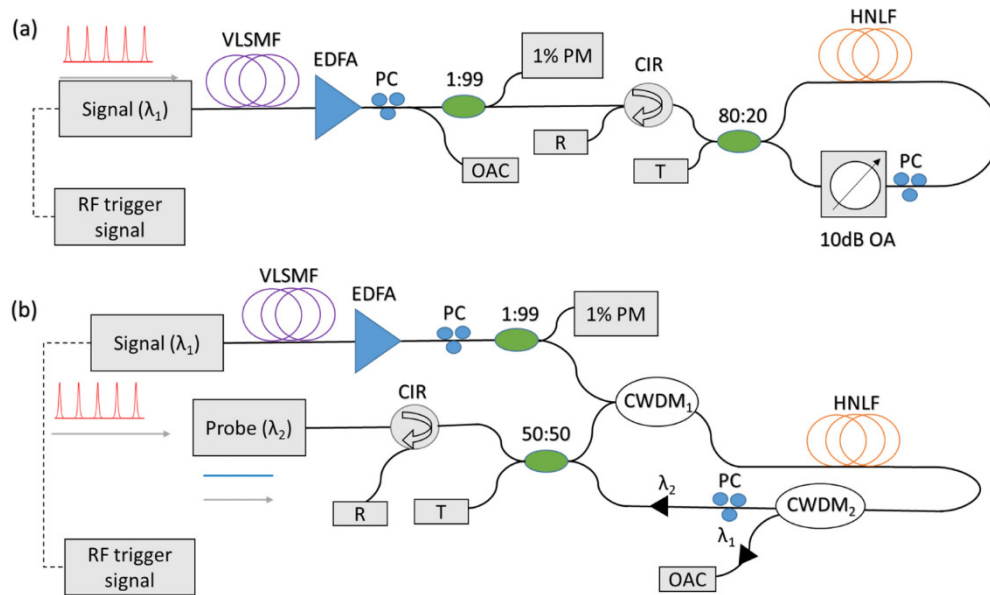 (a)
VLSMF
EDFA
PC
1:99
1% PM
CIR
HNLF
Signal (λ1)
R
OAC
80:20
T
PC
RF trigger
signal
10dB OA
(b)
VLSMF
EDFA
PC
1:99
1% PM
Signal (λ1)
CIR
CWDM1
HNLF
Probe (λ2)
50:50
λ2
PC
CWDM2
R
T
λ1
RF trigger
signal
OAC